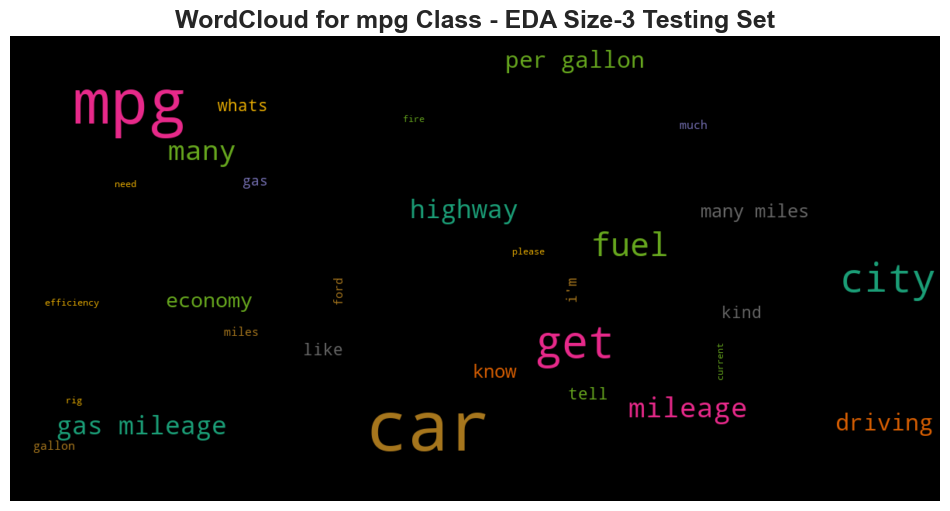 WordCloud for mpg Class - EDA Size-3 Testing Set
per gallon
mpg
whats
fire
much
many
need
gas
highway
many miles
fuel
please
city
efficiency
economy
ford
i'm
kind
miles
like
get
know
current
tell
rig
mileage
gas mileage
car
driving
gallon